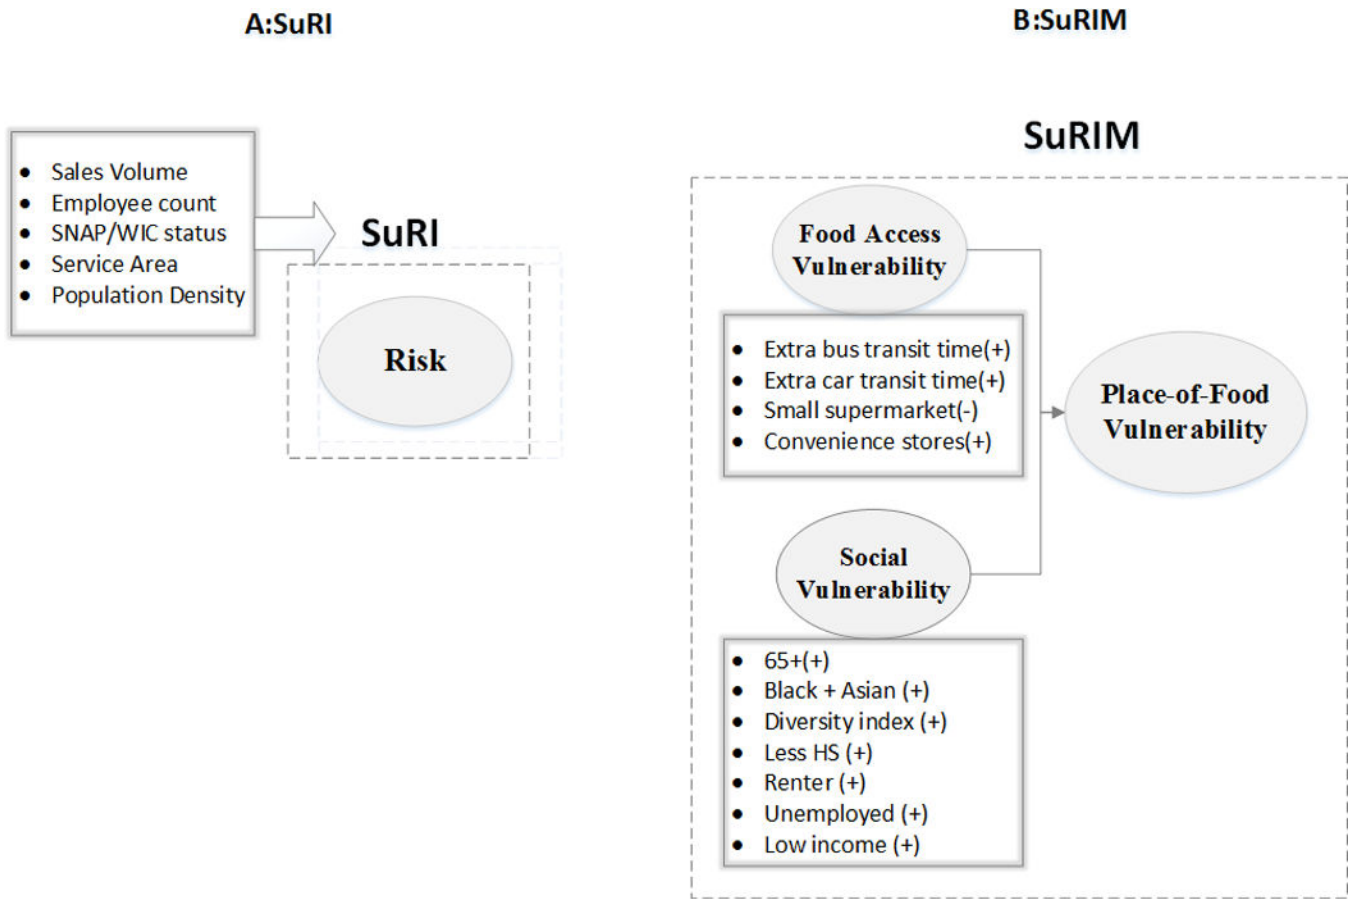 A:SuRI
B:SuRIM
• Sales Volume
• Employee count
• SNAP/WIC status
• Service Area
• Population Density
SuRI
Risk
SuRIM
Food Access
Vulnerability
• Extra bus transit time(+)
• Extra car transit time(+)
• Small supermarket(-)
• Convenience stores(+)
Place-of-Food
Vulnerability
Social
Vulnerability
• 65+(+)
• Black + Asian (+)
• Diversity index (+)
• Less HS (+)
• Renter (+)
• Unemployed (+)
• Low income (+)